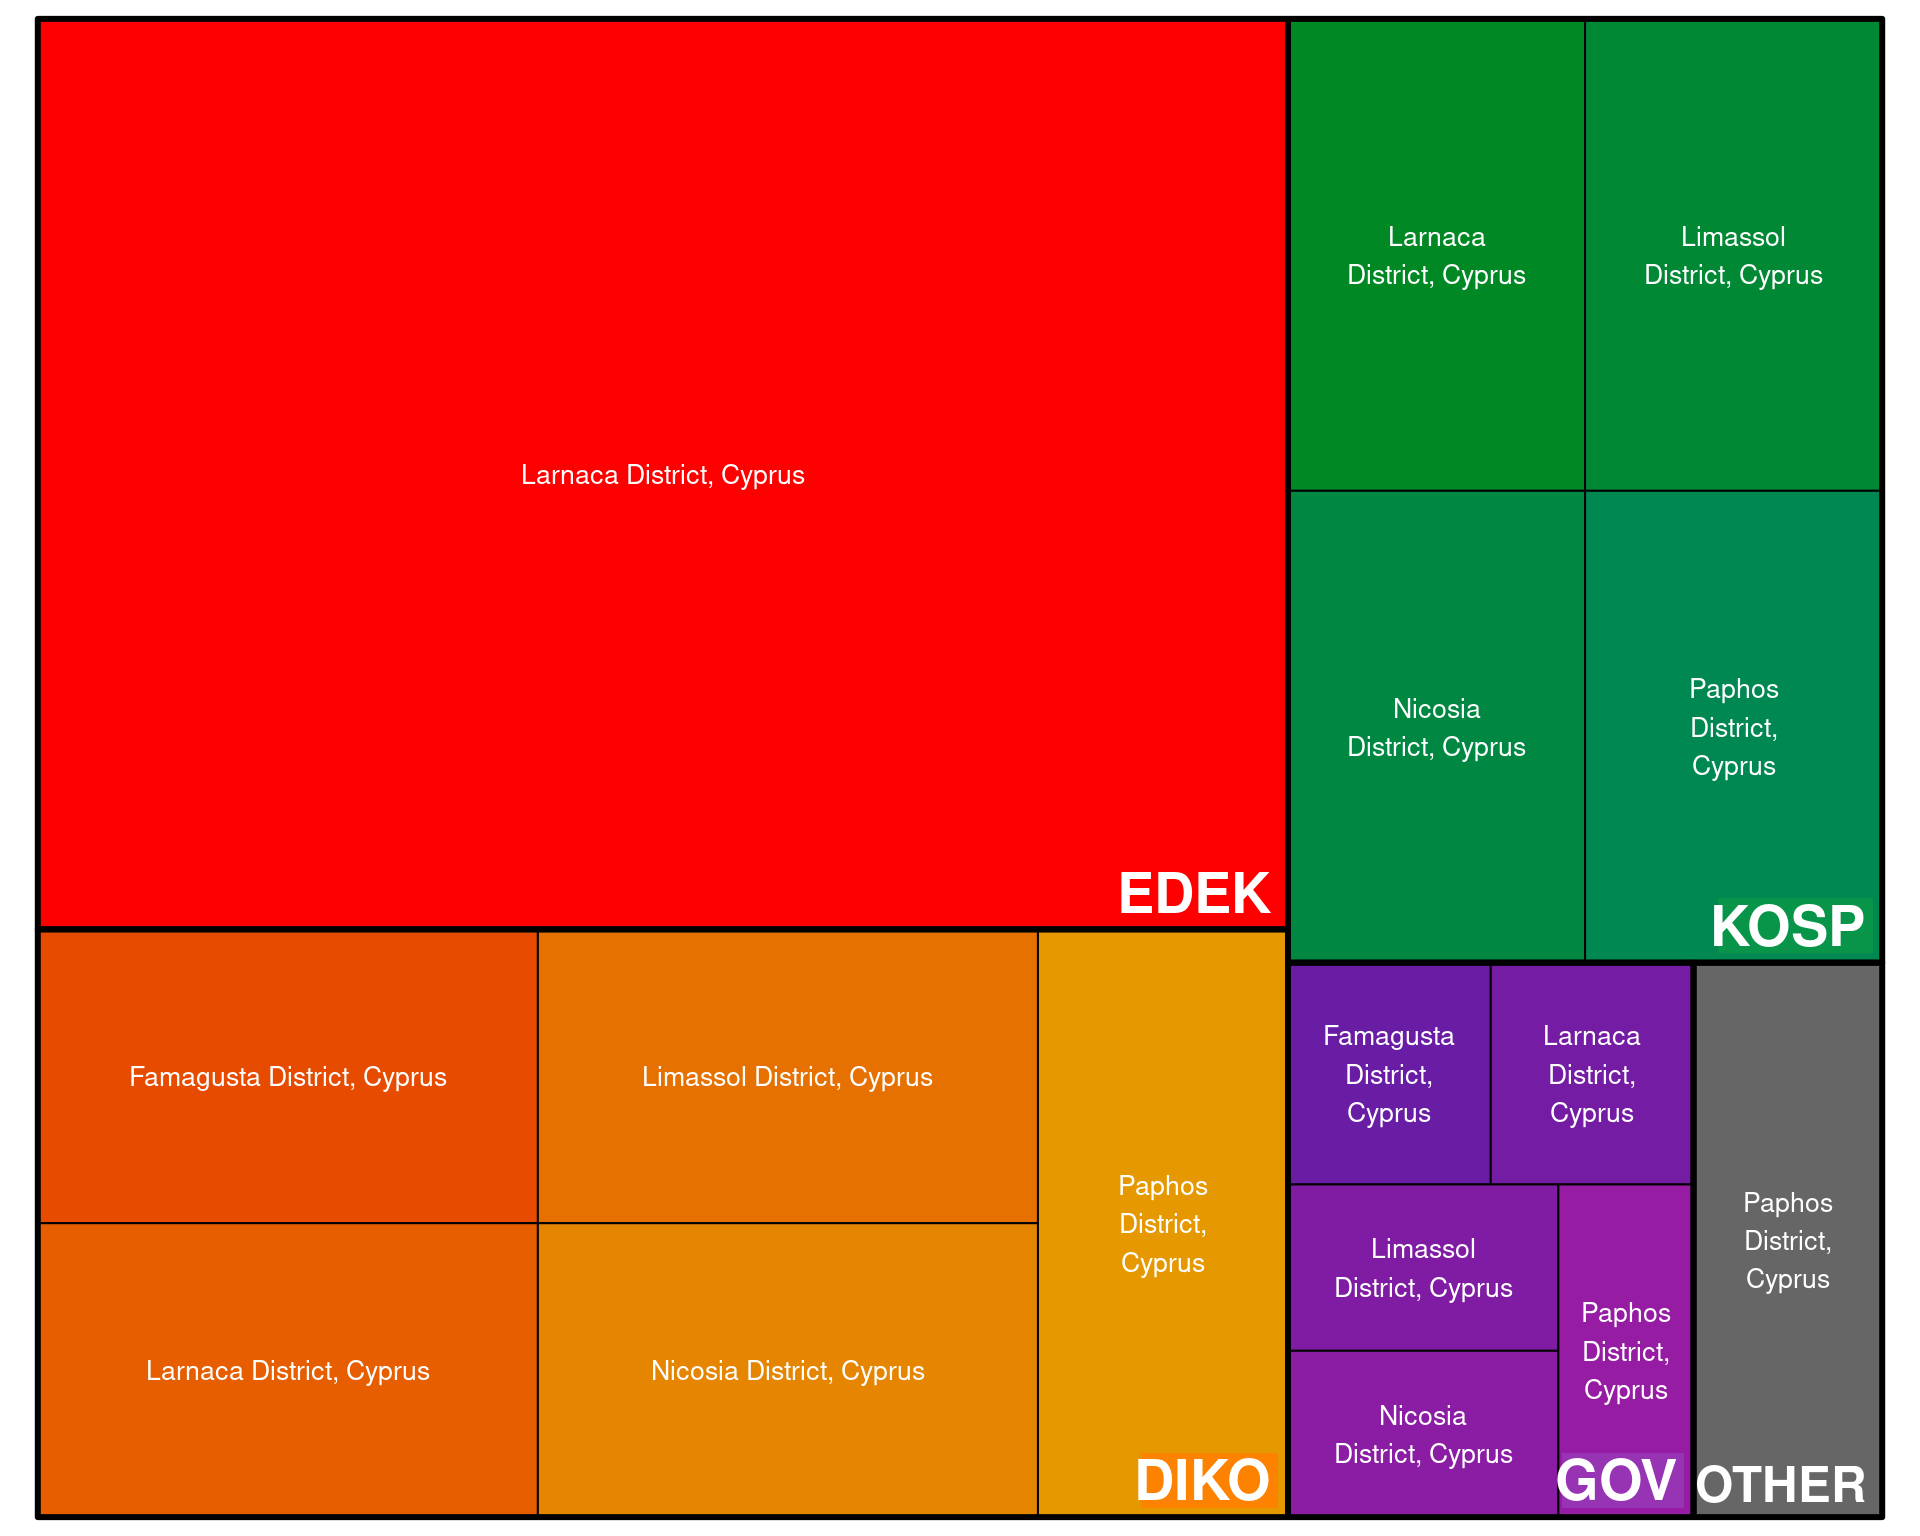 Larnaca District, Cyprus
EDEK
Larnaca
District, Cyprus
Limassol
District, Cyprus
Nicosia
District, Cyprus
Paphos
District,
Cyprus
KOSP
Famagusta District, Cyprus
Limassol District, Cyprus
Larnaca District, Cyprus
Nicosia District, Cyprus
Paphos
District,
Cyprus
DIKO
Famagusta
District,
Cyprus
Larnaca
District,
Cyprus
Limassol
District, Cyprus
Nicosia
District, Cyprus
Paphos
District,
Cyprus
GOV
Paphos
District,
Cyprus
OTHER